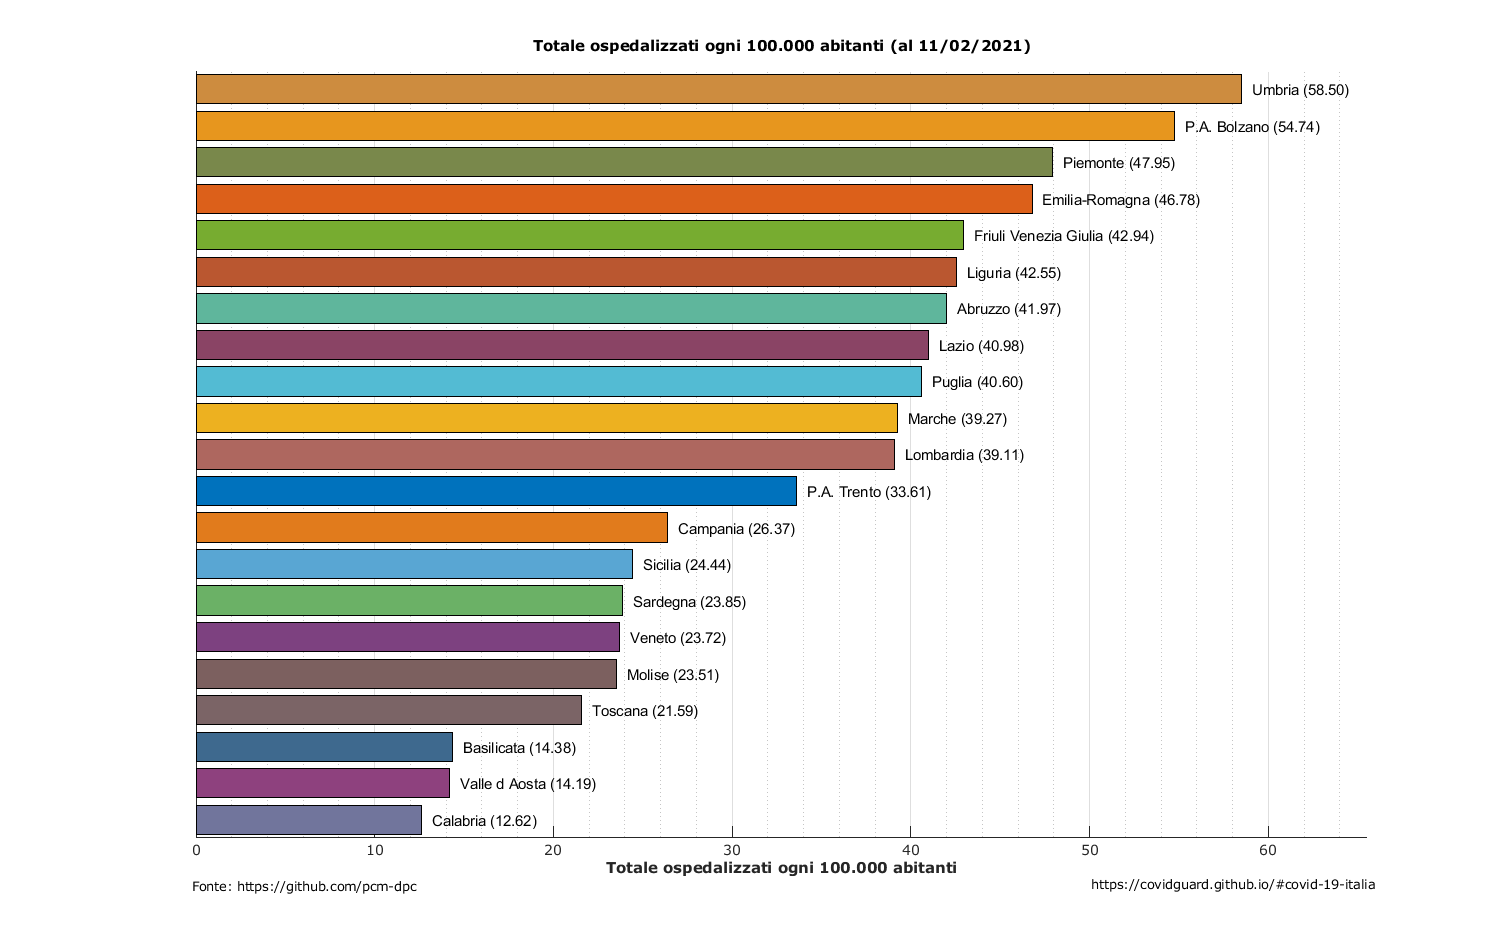 Totale ospedalizzati ogni 100.000 abitanti (al 11/02/2021)
Umbria (58.50)
P.A. Bolzano (54.74)
Piemonte (47.95)
Emilia-Romagna (46.78)
Friuli Venezia Giulia (42.94)
Liguria (42.55)
Abruzzo (41.97)
Lazio (40.98)
Puglia (40.60)
Marche (39.27)
Lombardia (39.11)
P.A. Trento (33.61)
Campania (26.37)
Sicilia (24.44)
Sardegna (23.85)
Veneto (23.72)
Molise (23.51)
Toscana (21.59)
Basilicata (14.38)
Valle d Aosta (14.19)
Calabria (12.62)
0 10 20 30 40 50 60
Totale ospedalizzati ogni 100.000 abitanti
Fonte: https://github.com/pcm-dpc
https://covidguard.github.io/#covid-19-italia